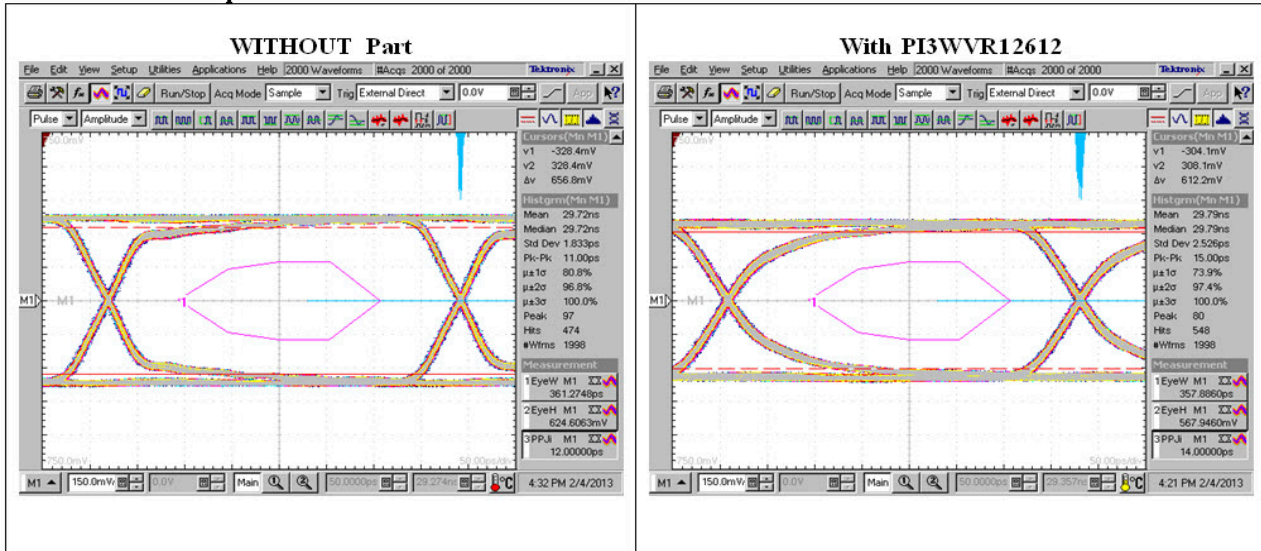 WITHOUT Part
File Edit View Setup Utilities Applications Help 2000 Waveforms #Acqs 2000 of 2000 Tektronix
Run/Stop Acq Mode Sample Trig External Direct 0.0V App
Pulse Amplitude
Cursors(Mn M1)
v1 -328.4mV
v2 328.4mV
Δv 656.8mV
Histgrm(Mn M1)
Mean 29.72ns
Median 29.72ns
Std Dev 1.833ps
Pk-Pk 11.00ps
µ±1σ 80.8%
µ±2σ 96.8%
µ±3σ 100.0%
Peak 97
Hits 474
#Wfms 1998
Measurement
1 EyeW M1
361.2748ps
2 EyeH M1
624.6063mV
3 PPJi M1
12.00000ps
M1 M1
1
-750.0mV
50.00ps/div
M1 150.0mV/ 0.0V Main 50.0000ps 29.274ns °C 4:32 PM 2/4/2013
With PI3WVR12612
File Edit View Setup Utilities Applications Help 2000 Waveforms #Acqs 2000 of 2000 Tektronix
Run/Stop Acq Mode Sample Trig External Direct 0.0V App
Pulse Amplitude
Cursors(Mn M1)
v1 -304.1mV
v2 308.1mV
Δv 612.2mV
Histgrm(Mn M1)
Mean 29.79ns
Median 29.79ns
Std Dev 2.526ps
Pk-Pk 15.00ps
µ±1σ 73.9%
µ±2σ 97.4%
µ±3σ 100.0%
Peak 80
Hits 548
#Wfms 1998
Measurement
1 EyeW M1
357.8860ps
2 EyeH M1
567.9460mV
3 PPJi M1
14.00000ps
M1 M1
1
-750.0mV
50.00ps/div
M1 150.0mV/ 0.0V Main 50.0000ps 29.357ns °C 4:21 PM 2/4/2013